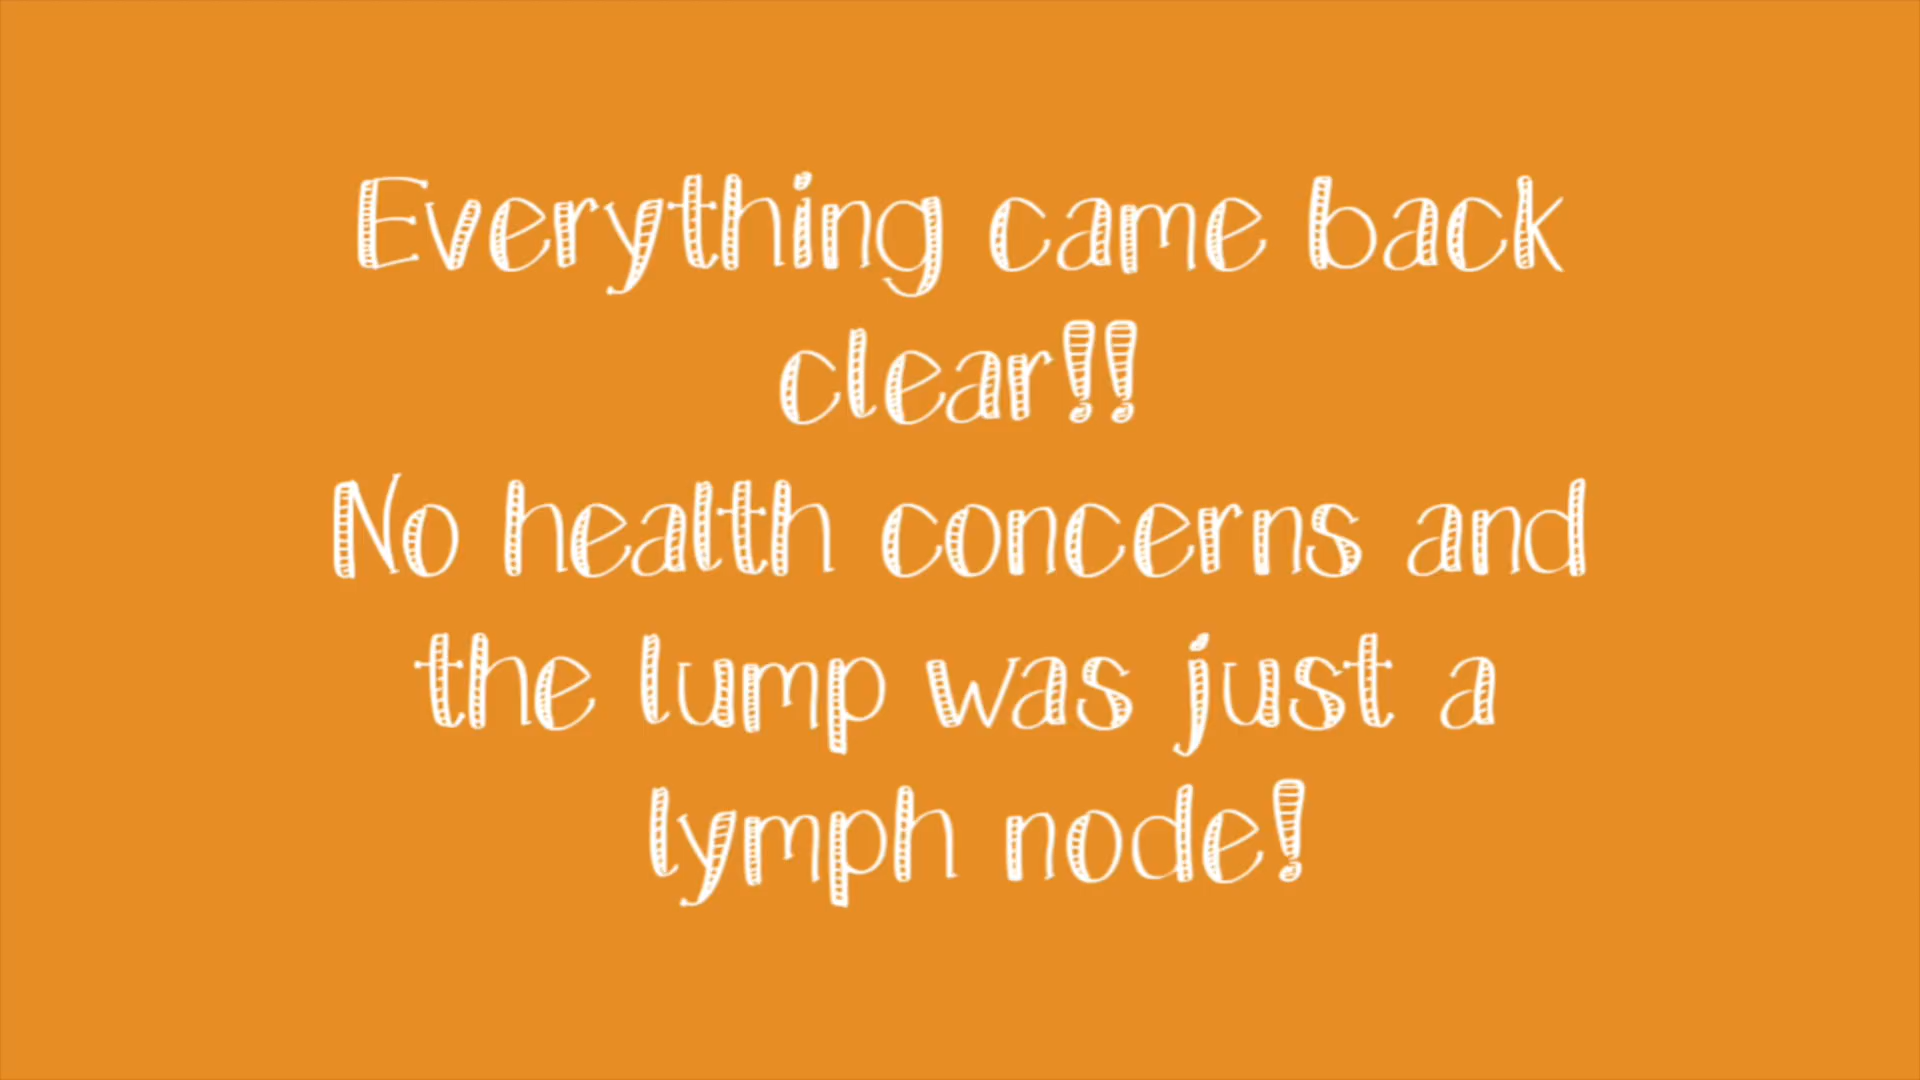 Everything came back
clear!!
No health concerns and
the lump was just a
lymph node!